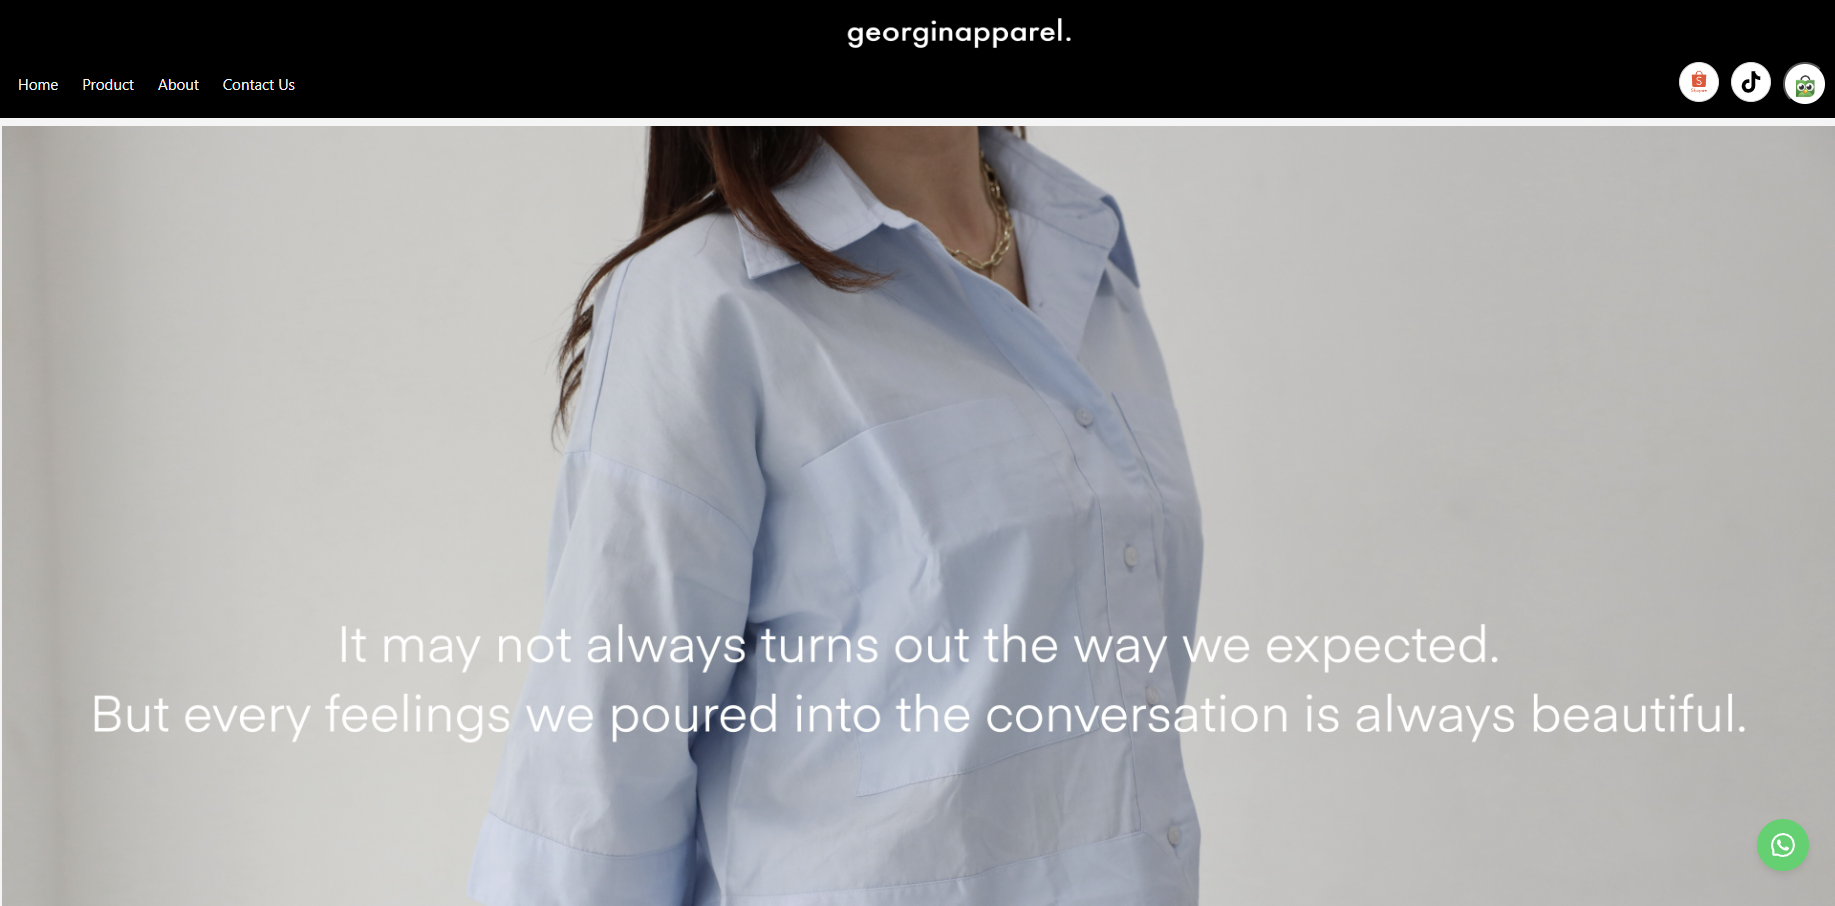 georginapparel.
Home Product About Contact Us
S
Shopee
It may not always turns out the way we expected.
But every feelings we poured into the conversation is always beautiful.